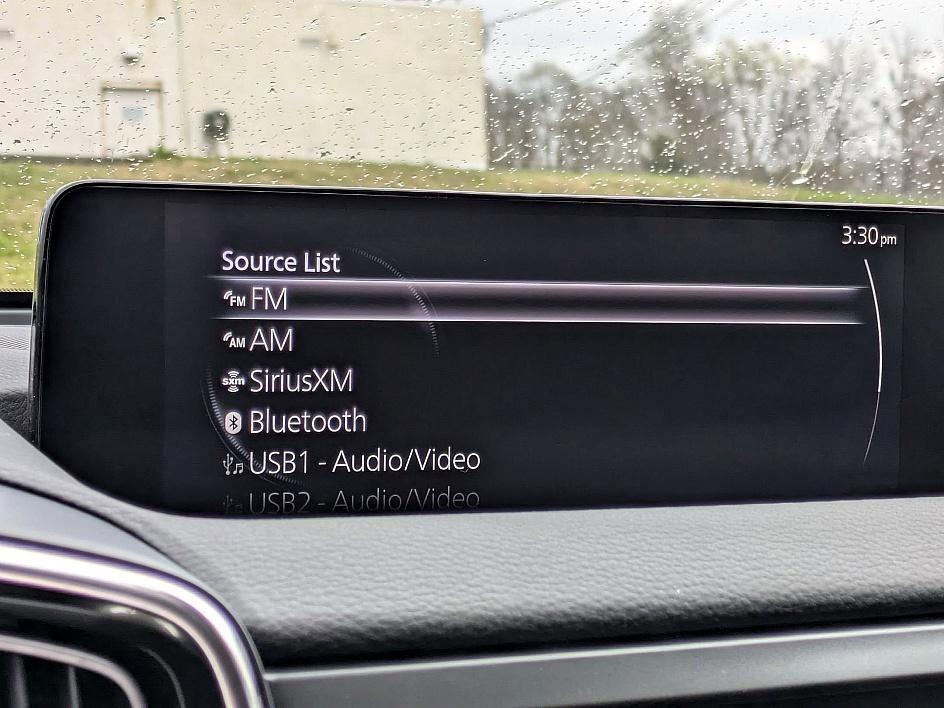 3:30pm
Source List
FM FM
AM AM
sxm SiriusXM
Bluetooth
USB1 - Audio/Video
USB2 - Audio/Video